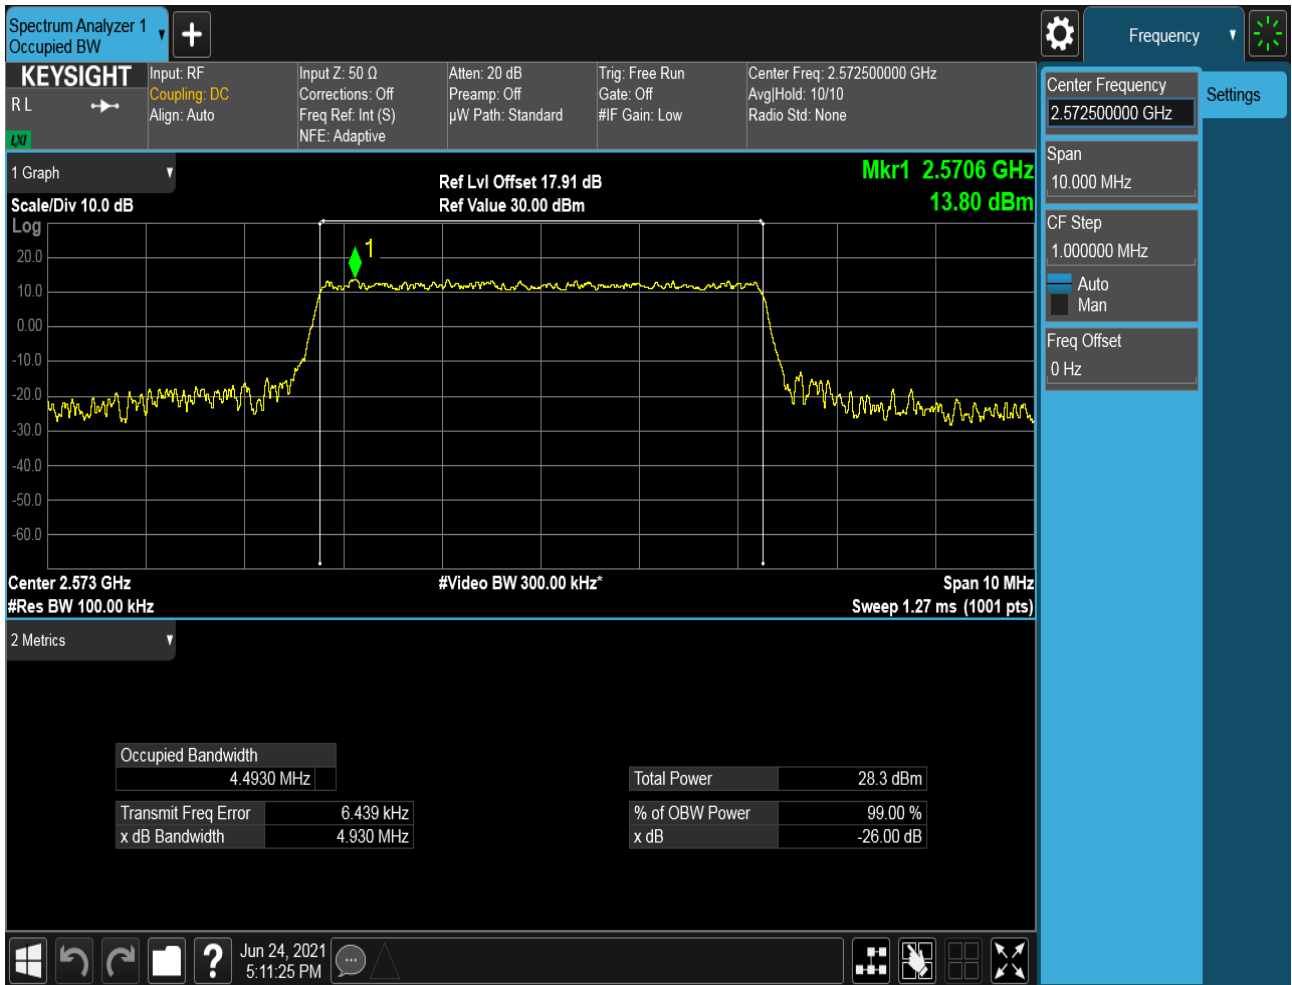 Spectrum Analyzer 1
Occupied BW
Frequency
KEYSIGHT
R L
LXI
Input: RF
Coupling: DC
Align: Auto
Input Z: 50 Ω
Corrections: Off
Freq Ref: Int (S)
NFE: Adaptive
Atten: 20 dB
Preamp: Off
µW Path: Standard
Trig: Free Run
Gate: Off
#IF Gain: Low
Center Freq: 2.572500000 GHz
Avg|Hold: 10/10
Radio Std: None
Center Frequency
2.572500000 GHz
Settings
Span
10.000 MHz
CF Step
1.000000 MHz
Auto
Man
Freq Offset
0 Hz
1 Graph
Scale/Div 10.0 dB
Log
Ref Lvl Offset 17.91 dB
Ref Value 30.00 dBm
Mkr1 2.5706 GHz
13.80 dBm
1
20.0
10.0
0.00
-10.0
-20.0
-30.0
-40.0
-50.0
-60.0
Center 2.573 GHz
#Res BW 100.00 kHz
#Video BW 300.00 kHz*
Span 10 MHz
Sweep 1.27 ms (1001 pts)
2 Metrics
Occupied Bandwidth
4.4930 MHz
Transmit Freq Error 6.439 kHz
x dB Bandwidth 4.930 MHz
Total Power 28.3 dBm
% of OBW Power 99.00 %
x dB -26.00 dB
?
Jun 24, 2021
5:11:25 PM